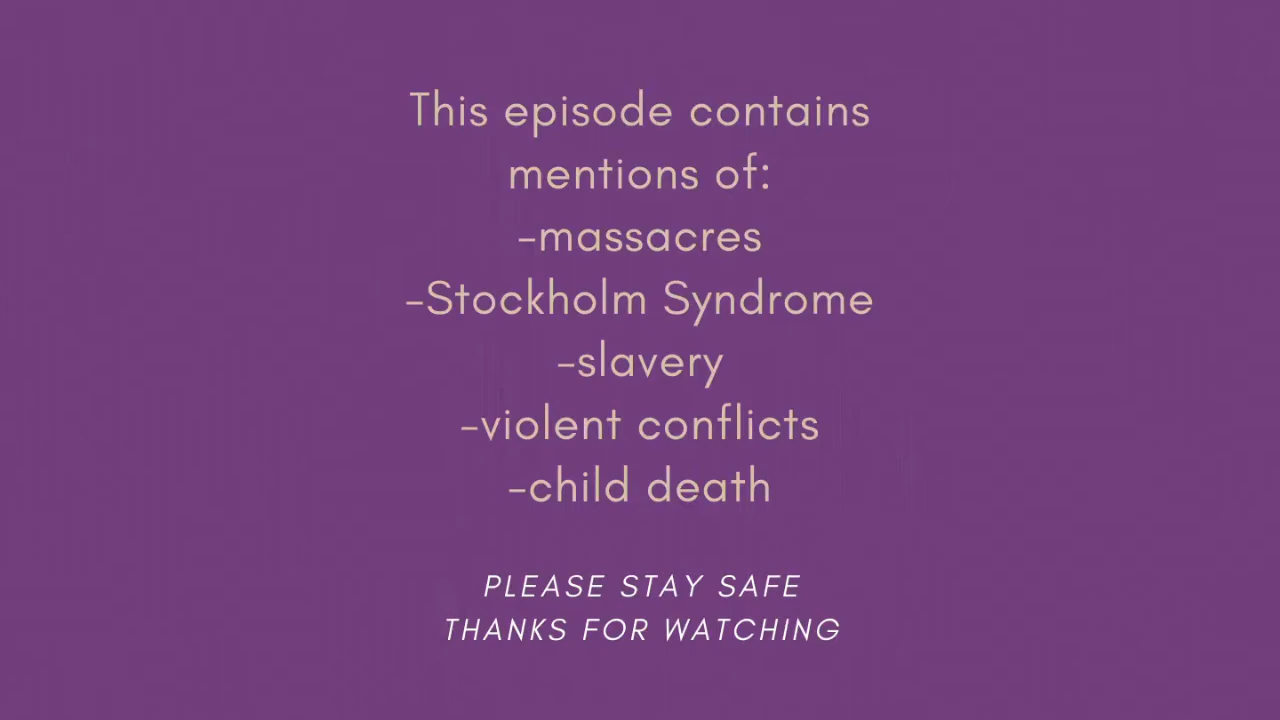 This episode contains
mentions of:
-massacres
-Stockholm Syndrome
-slavery
-violent conflicts
-child death
PLEASE STAY SAFE
THANKS FOR WATCHING